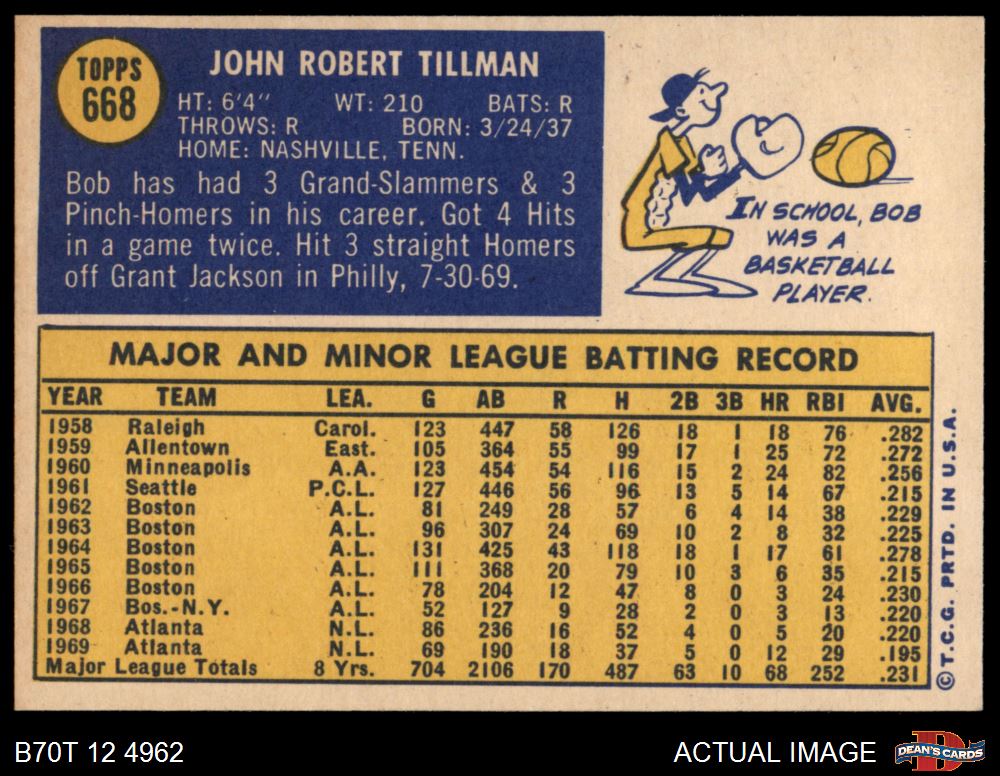 TOPPS
668
JOHN ROBERT TILLMAN
HT: 6'4" WT: 210 BATS: R
THROWS: R BORN: 3/24/37
HOME: NASHVILLE, TENN.
Bob has had 3 Grand-Slammers & 3
Pinch-Homers in his career. Got 4 Hits
in a game twice. Hit 3 straight Homers
off Grant Jackson in Philly, 7-30-69.
IN SCHOOL, BOB
WAS A
BASKETBALL
PLAYER.
MAJOR AND MINOR LEAGUE BATTING RECORD
YEAR TEAM LEA. G AB R H 2B 3B HR RBI AVG.
1958 Raleigh Carol. 123 447 58 126 18 1 18 76 .282
1959 Allentown East. 105 364 55 99 17 1 25 72 .272
1960 Minneapolis A.A. 123 454 54 116 15 2 24 82 .256
1961 Seattle P.C.L. 127 446 56 96 13 5 14 67 .215
1962 Boston A.L. 81 249 28 57 6 4 14 38 .229
1963 Boston A.L. 96 307 24 69 10 2 8 32 .225
1964 Boston A.L. 131 425 43 118 18 1 17 61 .278
1965 Boston A.L. 111 368 20 79 10 3 6 35 .215
1966 Boston A.L. 78 204 12 47 8 0 3 24 .230
1967 Bos.-N.Y. A.L. 52 127 9 28 2 0 3 13 .220
1968 Atlanta N.L. 86 236 16 52 4 0 5 20 .220
1969 Atlanta N.L. 69 190 18 37 5 0 12 29 .195
Major League Totals 8 Yrs. 704 2106 170 487 63 10 68 252 .231
©T.C.G. PRTD. IN U.S.A.
B70T 12 4962
ACTUAL IMAGE
DEAN'S CARDS